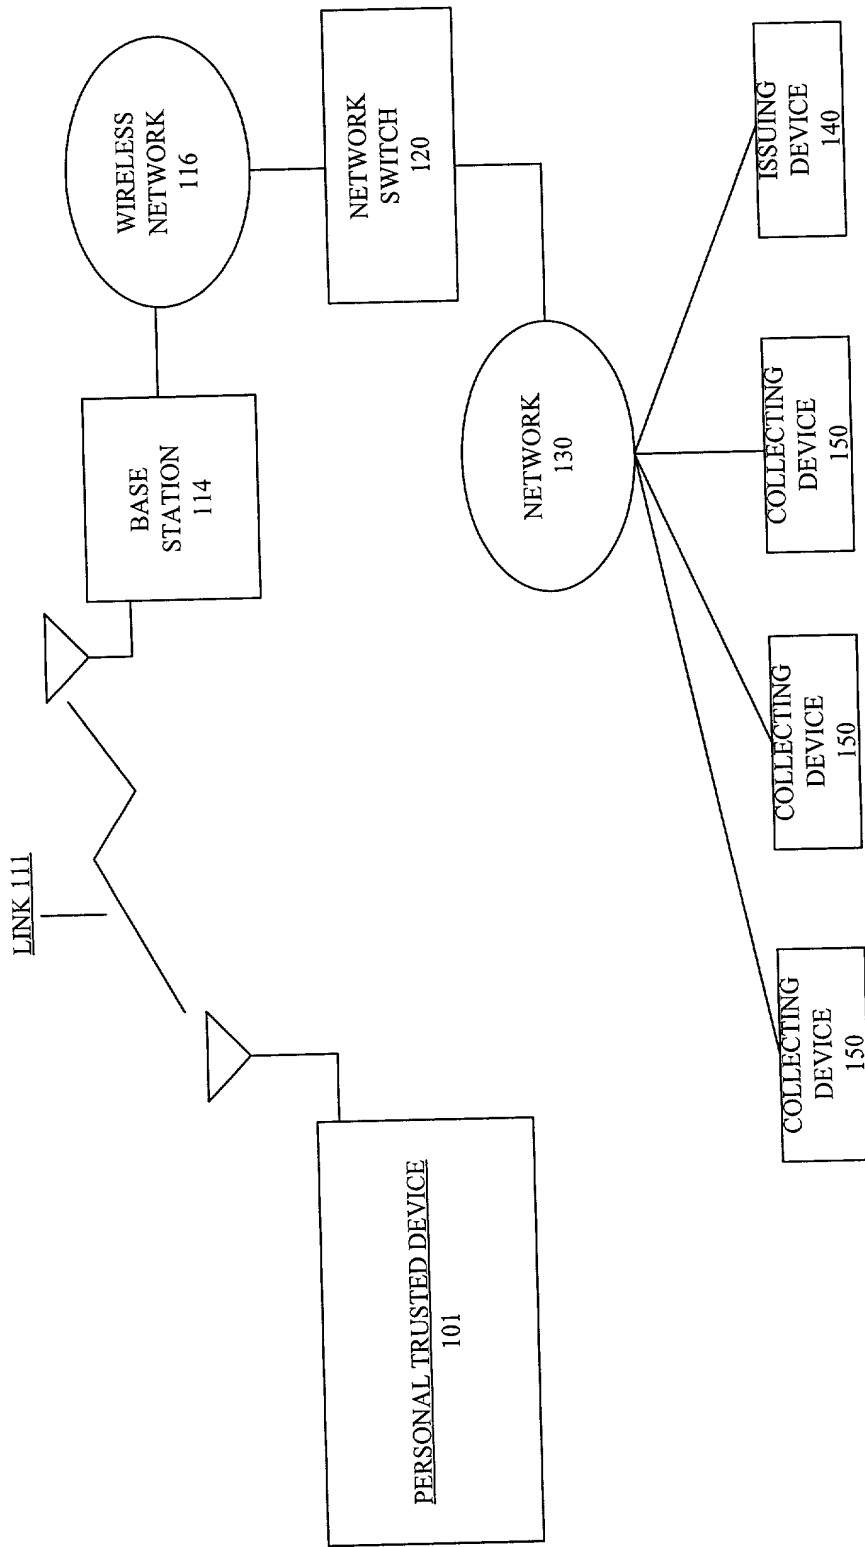 LINK 111
PERSONAL TRUSTED DEVICE
101
BASE
STATION
114
WIRELESS
NETWORK
116
NETWORK
SWITCH
120
NETWORK
130
COLLECTING
DEVICE
150
COLLECTING
DEVICE
150
COLLECTING
DEVICE
150
ISSUING
DEVICE
140